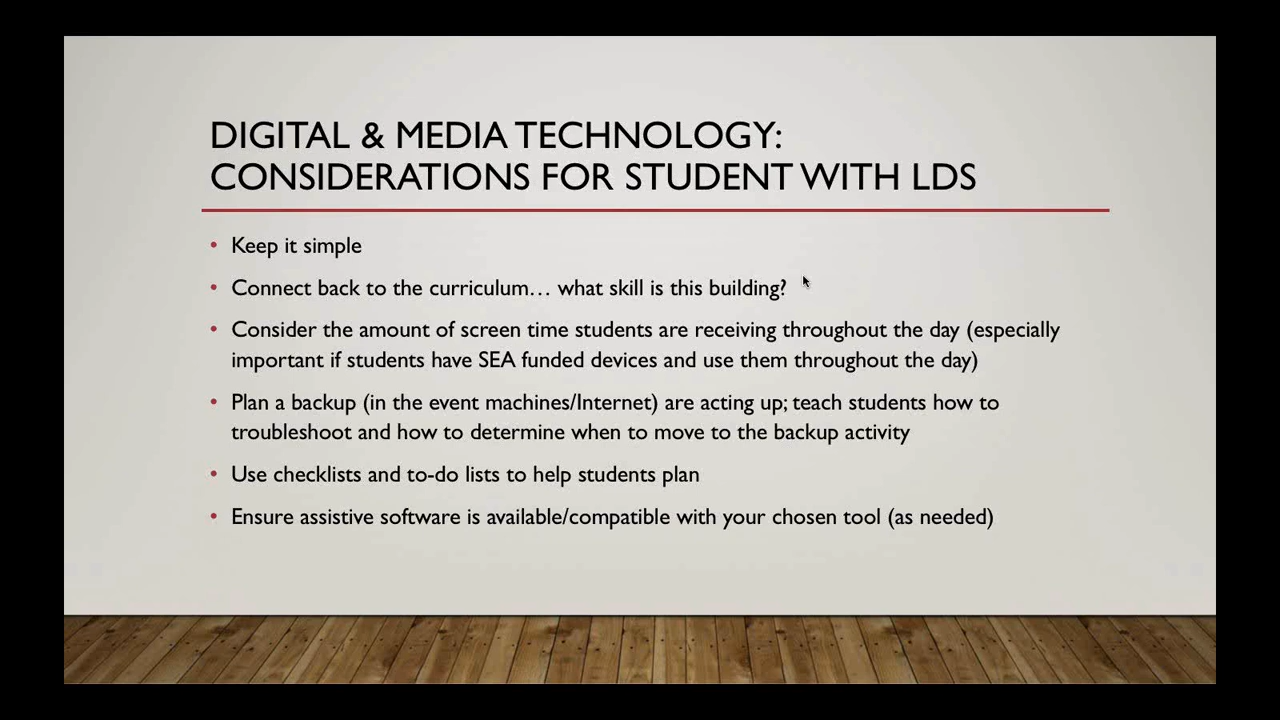 DIGITAL & MEDIA TECHNOLOGY:
CONSIDERATIONS FOR STUDENT WITH LDS
• Keep it simple
• Connect back to the curriculum… what skill is this building?
• Consider the amount of screen time students are receiving throughout the day (especially
important if students have SEA funded devices and use them throughout the day)
• Plan a backup (in the event machines/Internet) are acting up; teach students how to
troubleshoot and how to determine when to move to the backup activity
• Use checklists and to-do lists to help students plan
• Ensure assistive software is available/compatible with your chosen tool (as needed)